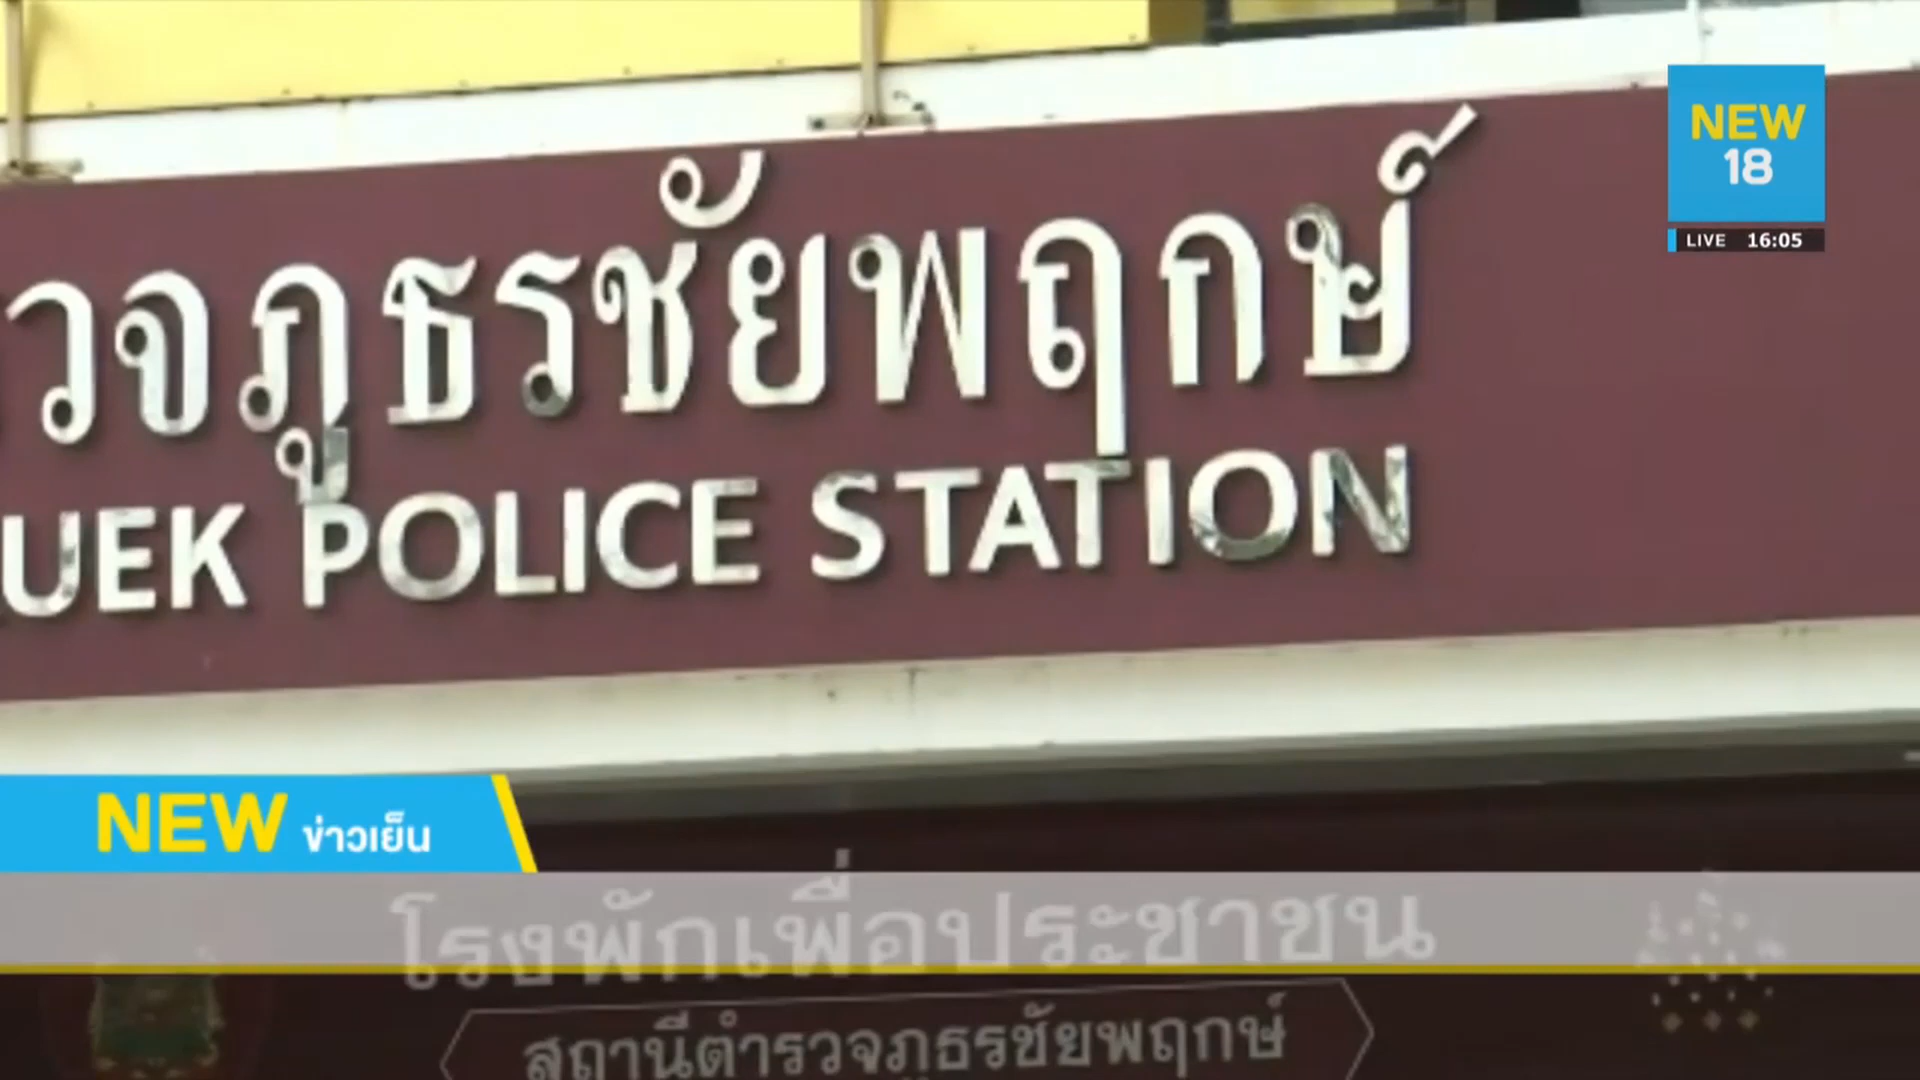 NEW
18
LIVE 16:05
วจภูธรชัยพฤกษ์
UEK POLICE STATION
NEW ข่าวเย็น
โรงพักเพื่อประชาชน
สถานีตำรวจภูธรชัยพฤกษ์